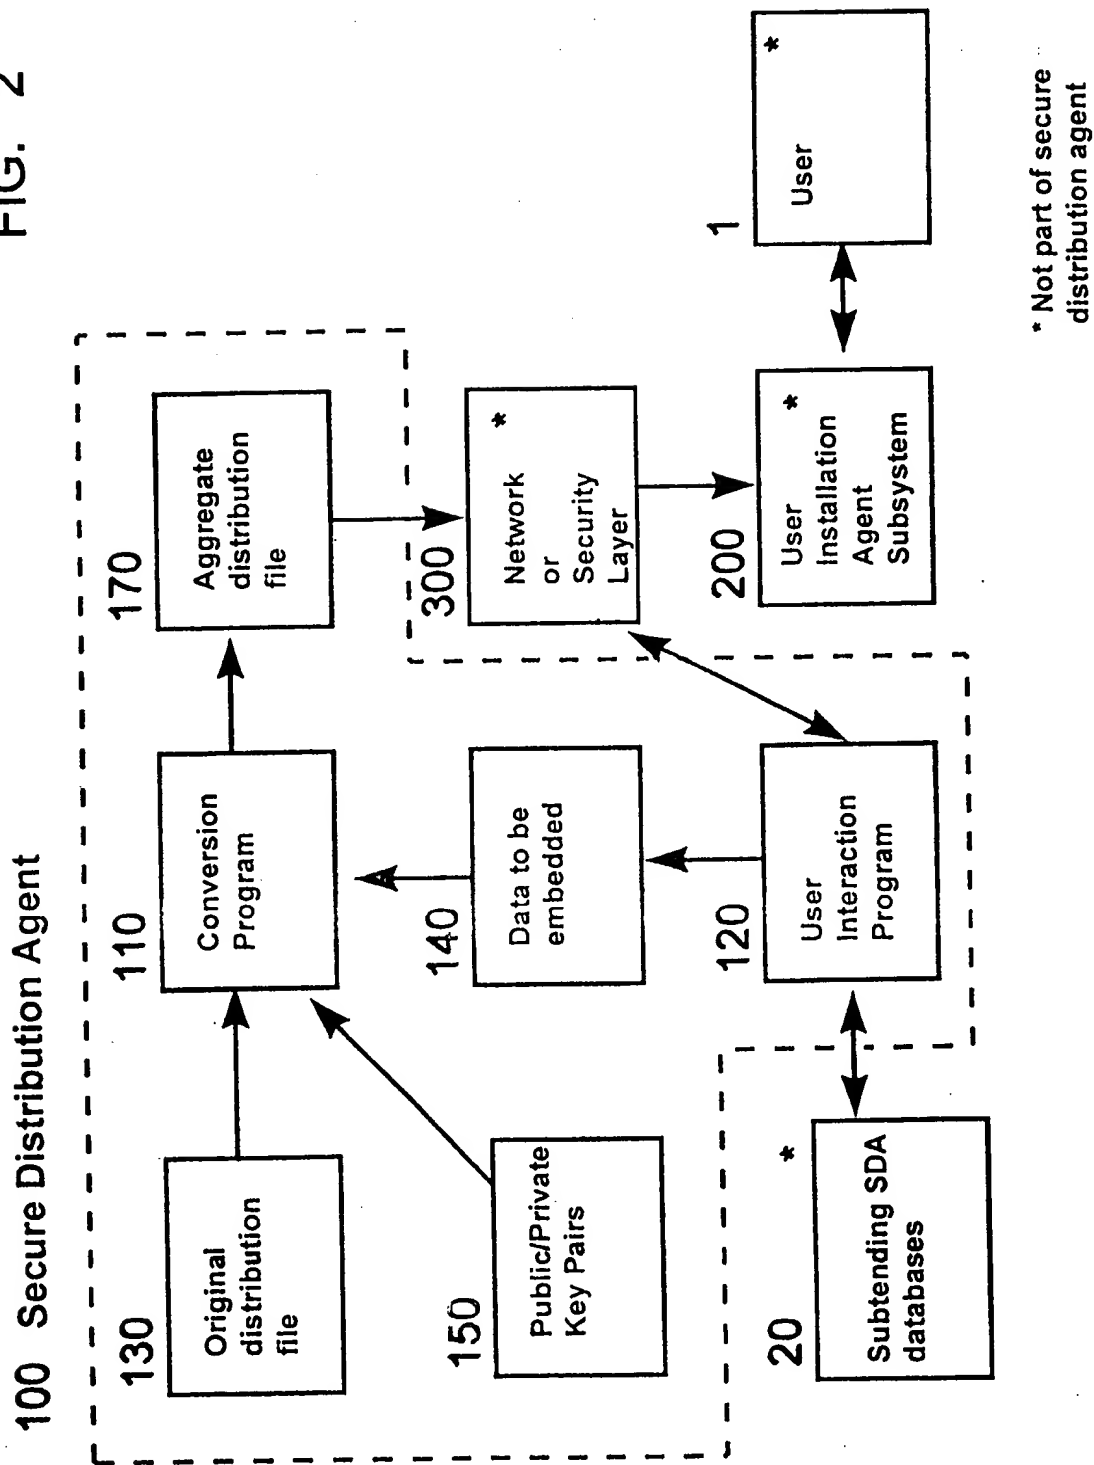 FIG. 2
100 Secure Distribution Agent
130
Original
distribution
file
110
Conversion
Program
170
Aggregate
distribution
file
150
Public/Private
Key Pairs
140
Data to be
embedded
300
Network *
or
Security
Layer
20
*
Subtending SDA
databases
120
User
Interaction
Program
200
User *
Installation
Agent
Subsystem
1
*
User
* Not part of secure
distribution agent